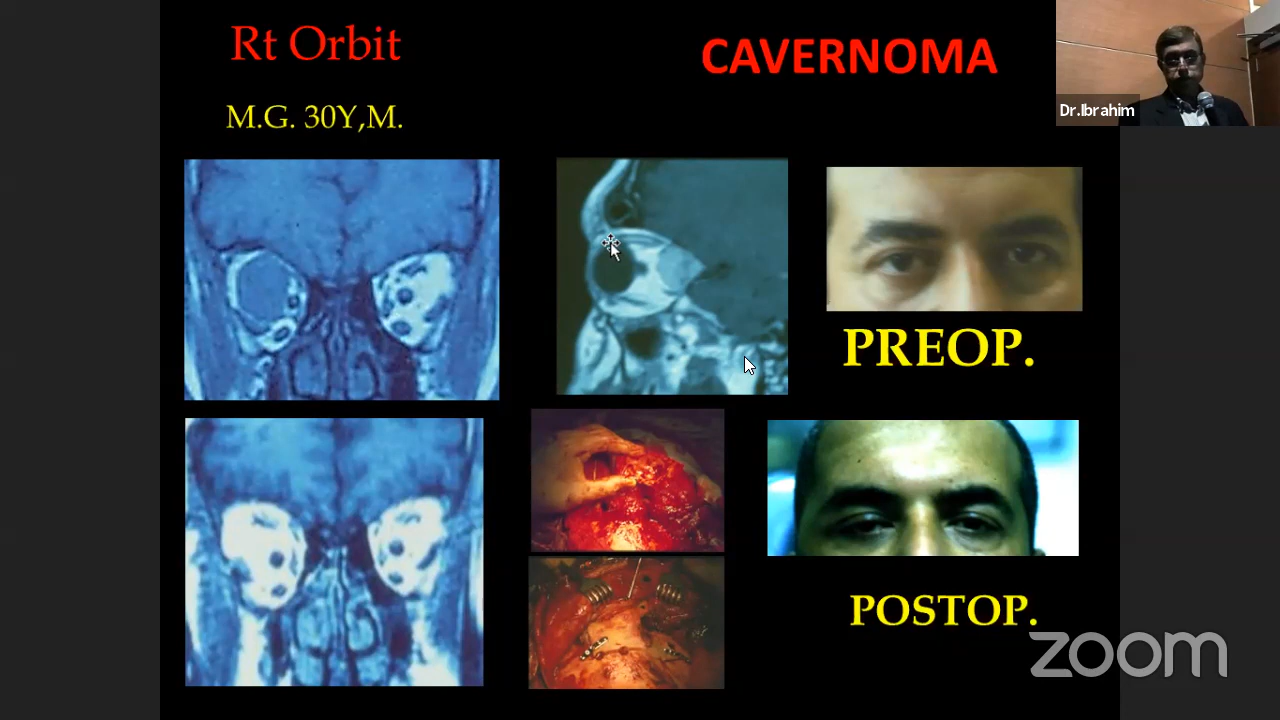 Rt Orbit
CAVERNOMA
Dr.Ibrahim
M.G. 30Y,M.
PREOP.
POSTOP.
zoom